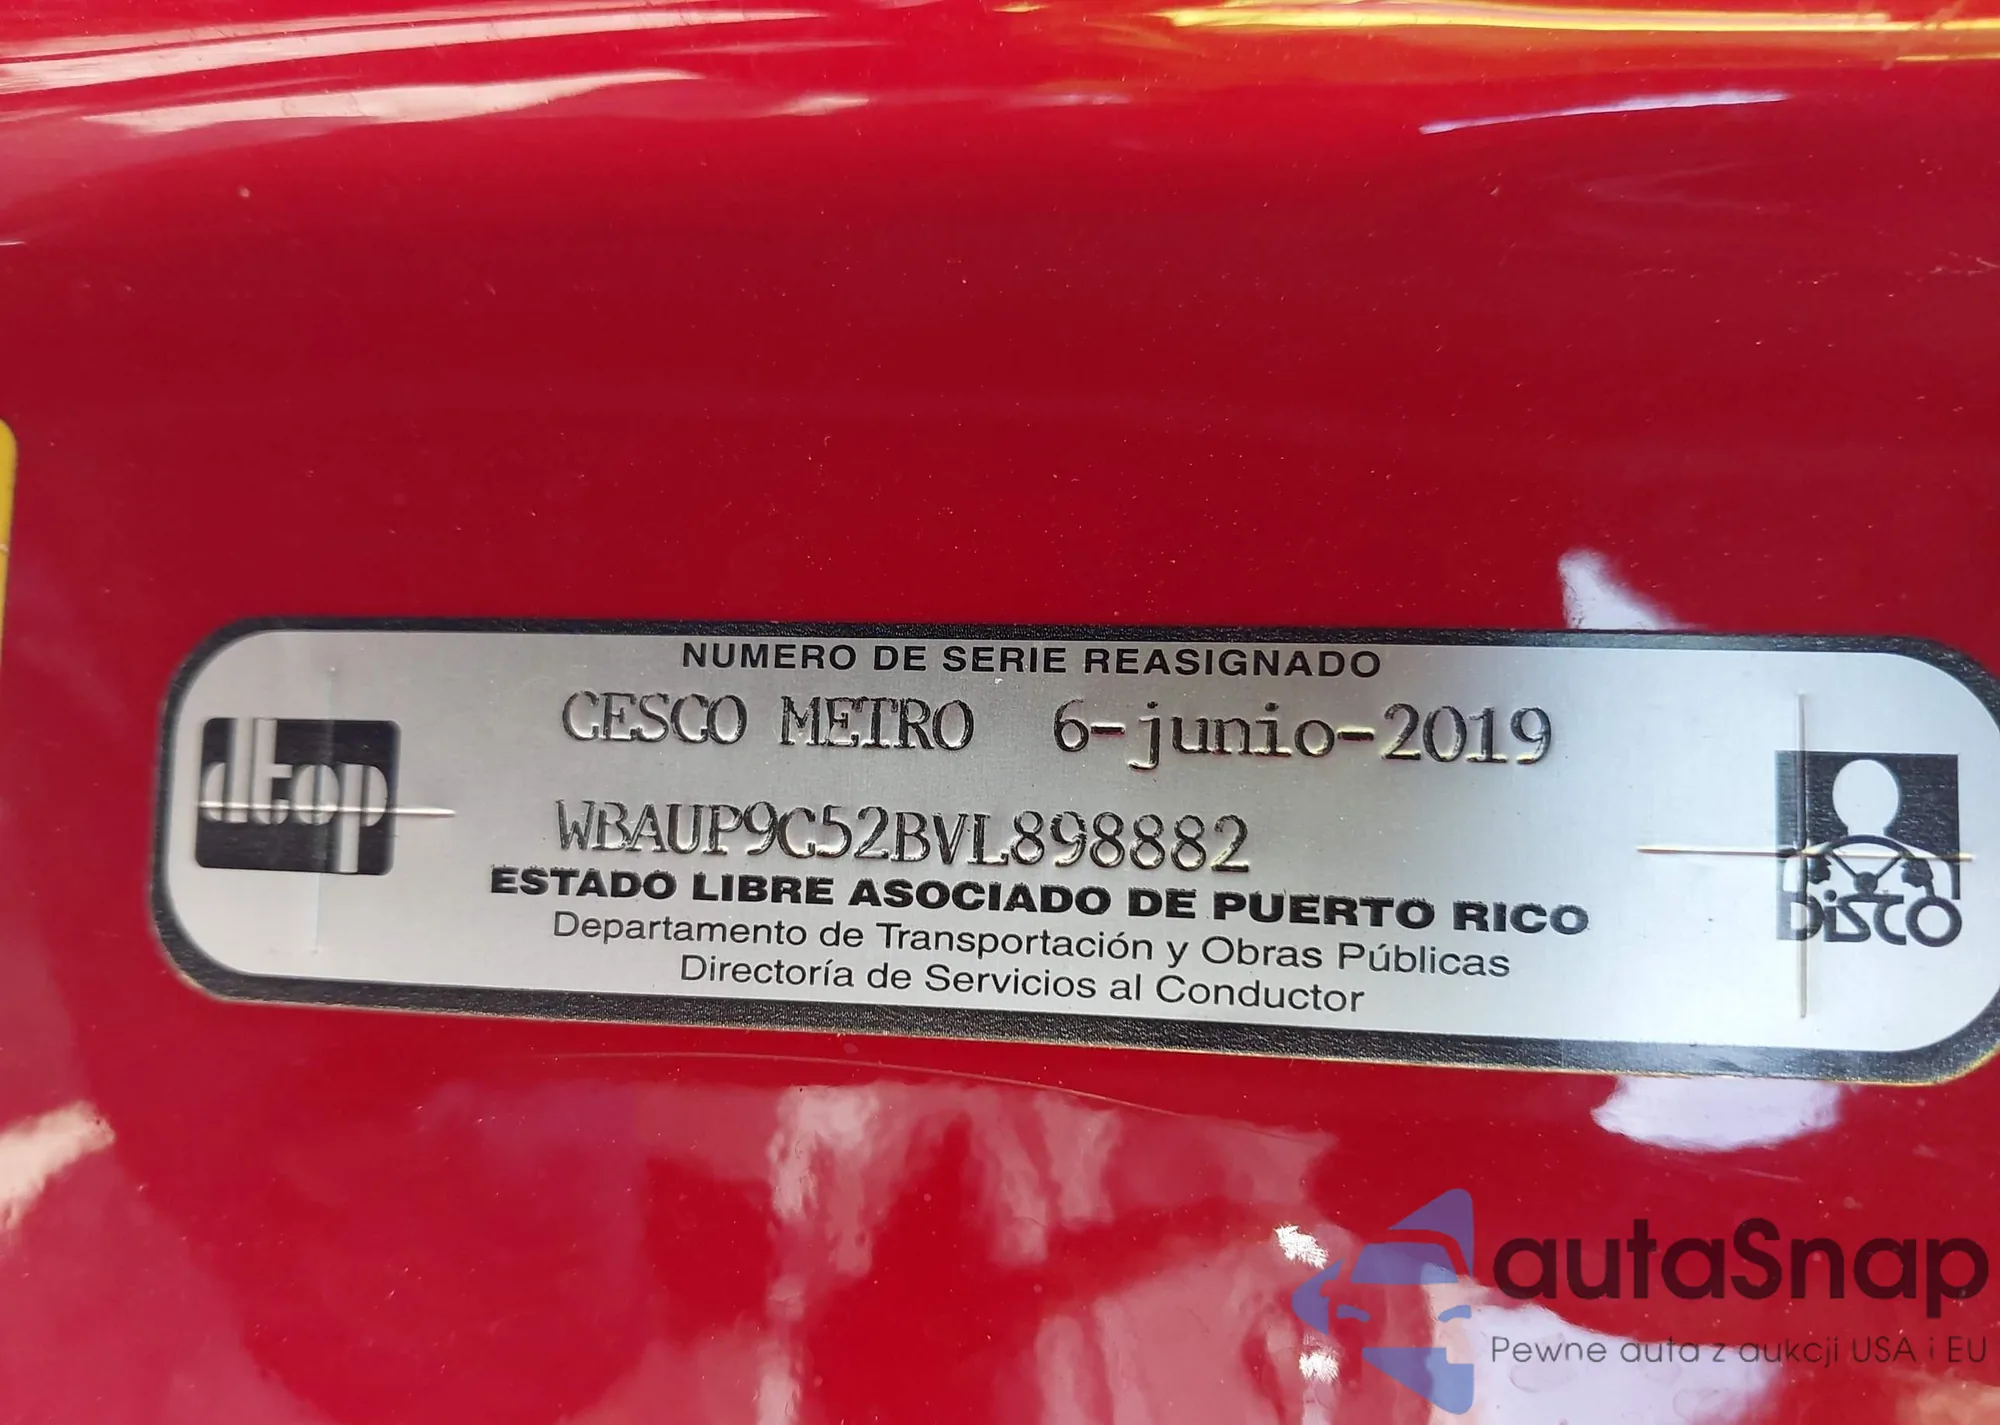 NUMERO DE SERIE REASIGNADO
CESCO METRO 6-junio-2019
dtop
WBAUP9C52BVL898882
DISCO
ESTADO LIBRE ASOCIADO DE PUERTO RICO
Departamento de Transportación y Obras Públicas
Directoría de Servicios al Conductor
autaSnap
Pewne auta z aukcji USA i EU